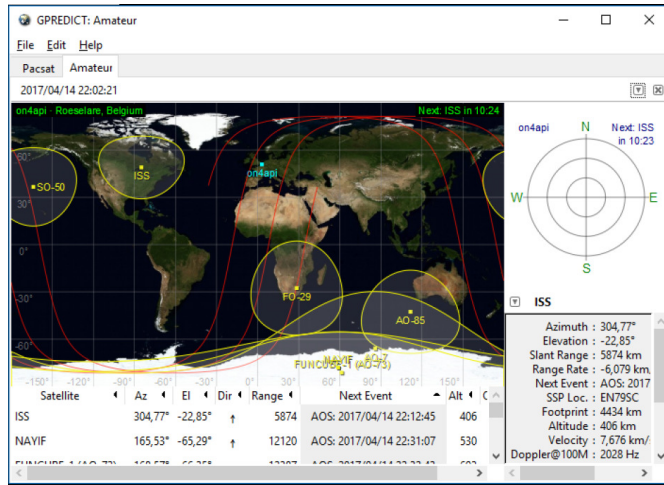 GPREDICT: Amateur
File Edit Help
Pacsat Amateur
2017/04/14 22:02:21
on4api - Roeselare, Belgium
Next: ISS in 10:24
60°
30°
0°
-30°
-60°
-150° -120° -90° -60° -30° 0° 30° 60° 90° 120° 150°
SO-50
ISS
on4api
FO-29
AO-85
NAYIF AO-7
FUNCUBE-1 (AO-73)
on4api N Next: ISS
in 10:23
W E
S
ISS
Azimuth : 304,77°
Elevation : -22,85°
Slant Range : 5874 km
Range Rate : -6,079 km
Next Event : AOS: 2017
SSP Loc. : EN79SC
Footprint : 4434 km
Altitude : 406 km
Velocity : 7,676 km/
Doppler@100M : 2028 Hz
Satellite Az El Dir Range Next Event Alt
ISS 304,77° -22,85° ↑ 5874 AOS: 2017/04/14 22:12:45 406
NAYIF 165,53° -65,29° ↑ 12120 AOS: 2017/04/14 22:31:07 530